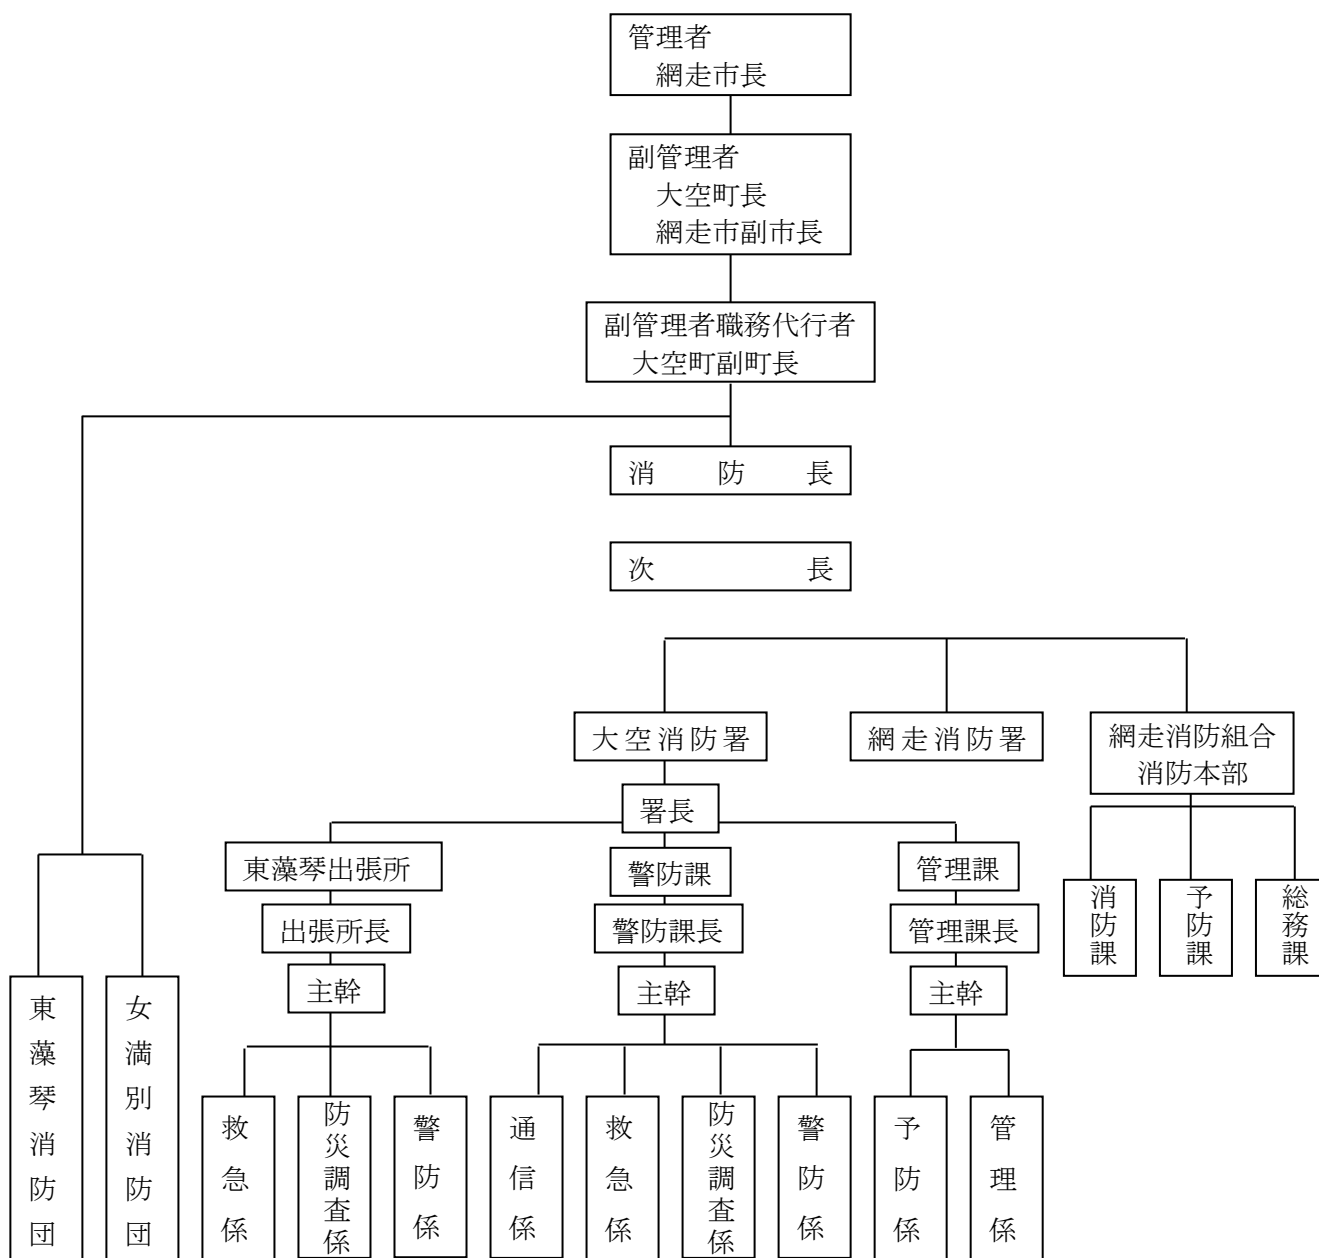 管理者
網走市長
副管理者
大空町長
網走市副市長
副管理者職務代行者
大空町副町長
消防長
次長
大空消防署
網走消防署
網走消防組合
消防本部
署長
東藻琴出張所
警防課
管理課
出張所長
警防課長
管理課長
主幹
主幹
主幹
消防課
予防課
総務課
東藻琴消防団
女満別消防団
救急係
防災調査係
警防係
通信係
救急係
防災調査係
警防係
予防係
管理係